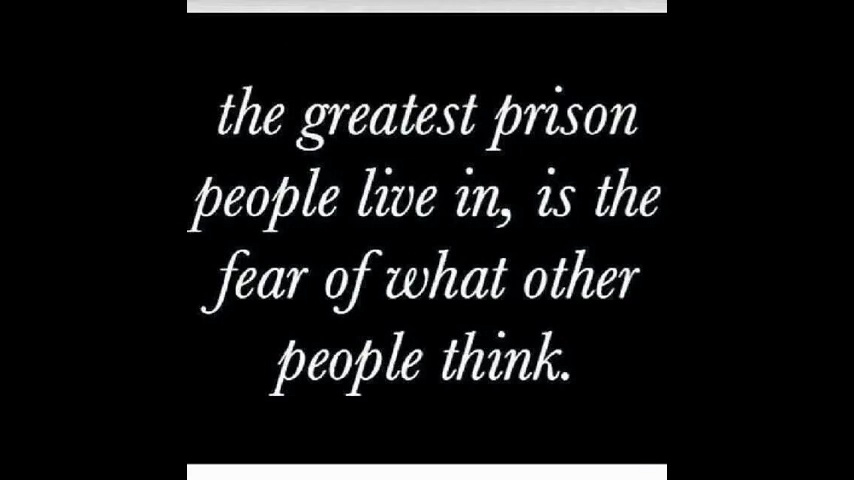 the greatest prison
people live in, is the
fear of what other
people think.